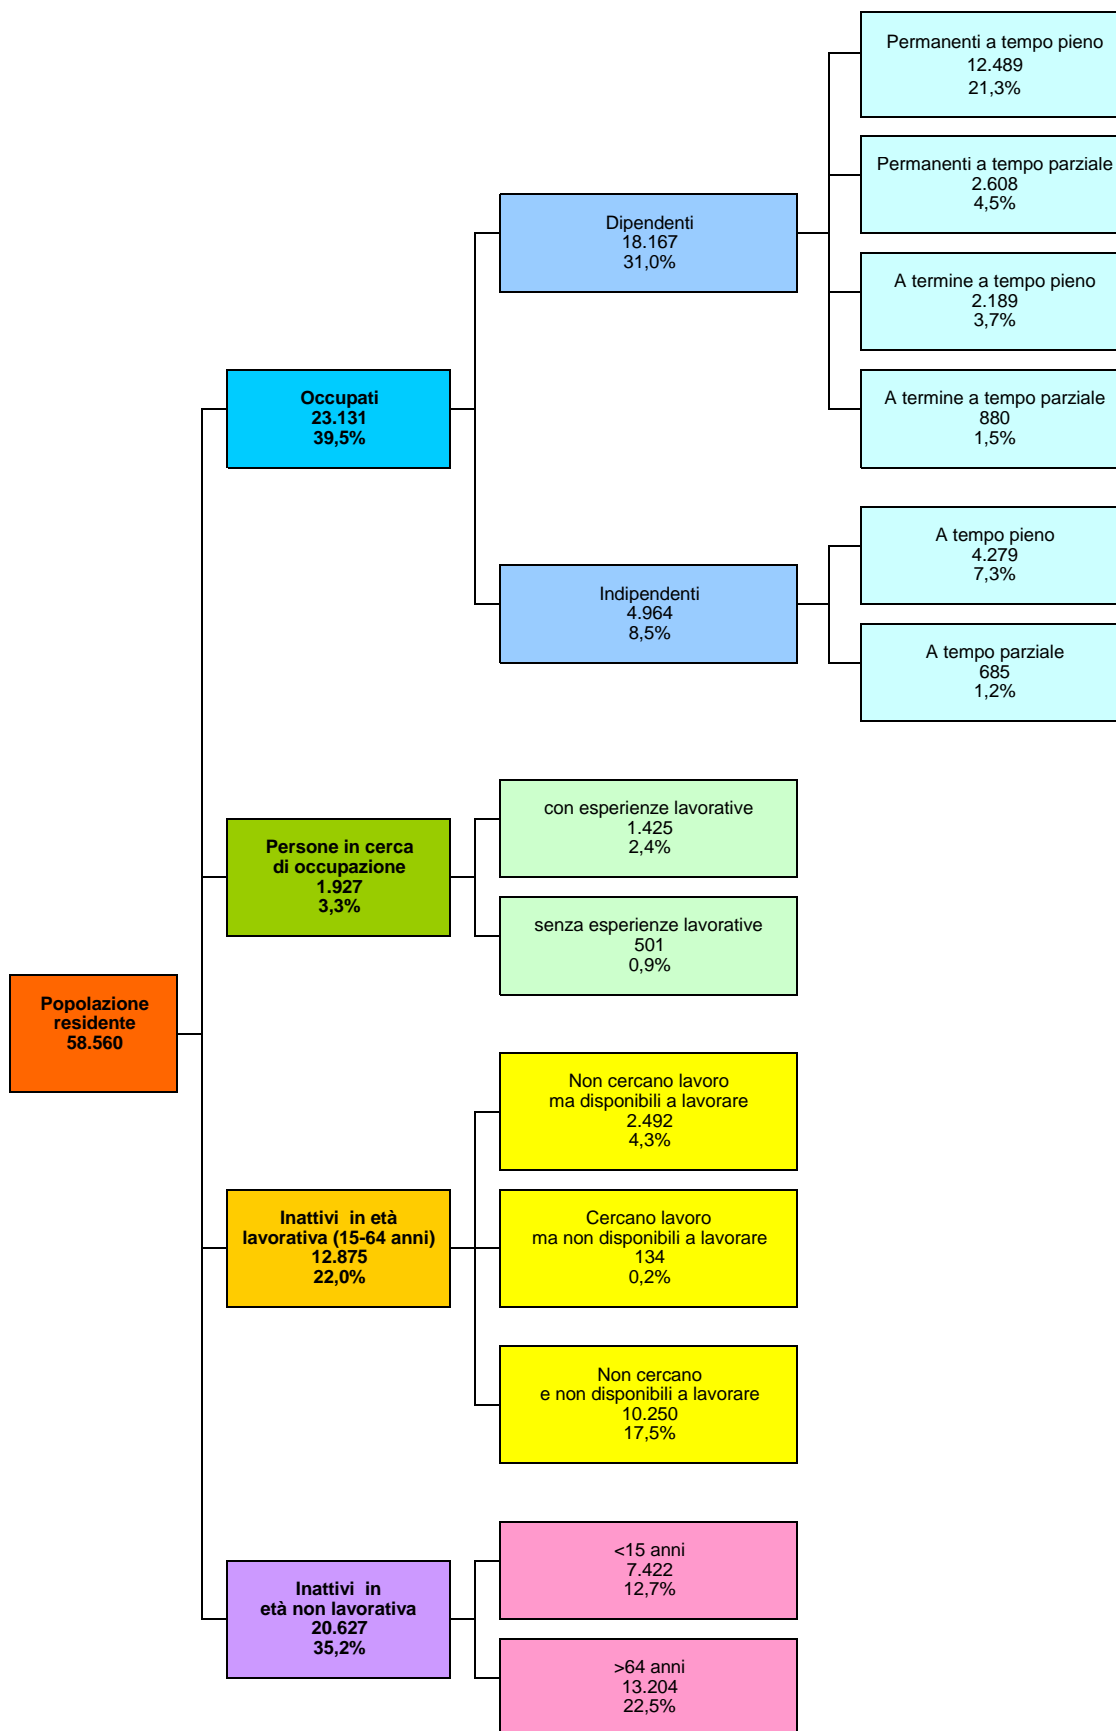 Popolazione
residente
58.560
Occupati
23.131
39,5%
Dipendenti
18.167
31,0%
Permanenti a tempo pieno
12.489
21,3%
Permanenti a tempo parziale
2.608
4,5%
A termine a tempo pieno
2.189
3,7%
A termine a tempo parziale
880
1,5%
Indipendenti
4.964
8,5%
A tempo pieno
4.279
7,3%
A tempo parziale
685
1,2%
Persone in cerca
di occupazione
1.927
3,3%
con esperienze lavorative
1.425
2,4%
senza esperienze lavorative
501
0,9%
Inattivi in età
lavorativa (15-64 anni)
12.875
22,0%
Non cercano lavoro
ma disponibili a lavorare
2.492
4,3%
Cercano lavoro
ma non disponibili a lavorare
134
0,2%
Non cercano
e non disponibili a lavorare
10.250
17,5%
Inattivi in
età non lavorativa
20.627
35,2%
<15 anni
7.422
12,7%
>64 anni
13.204
22,5%